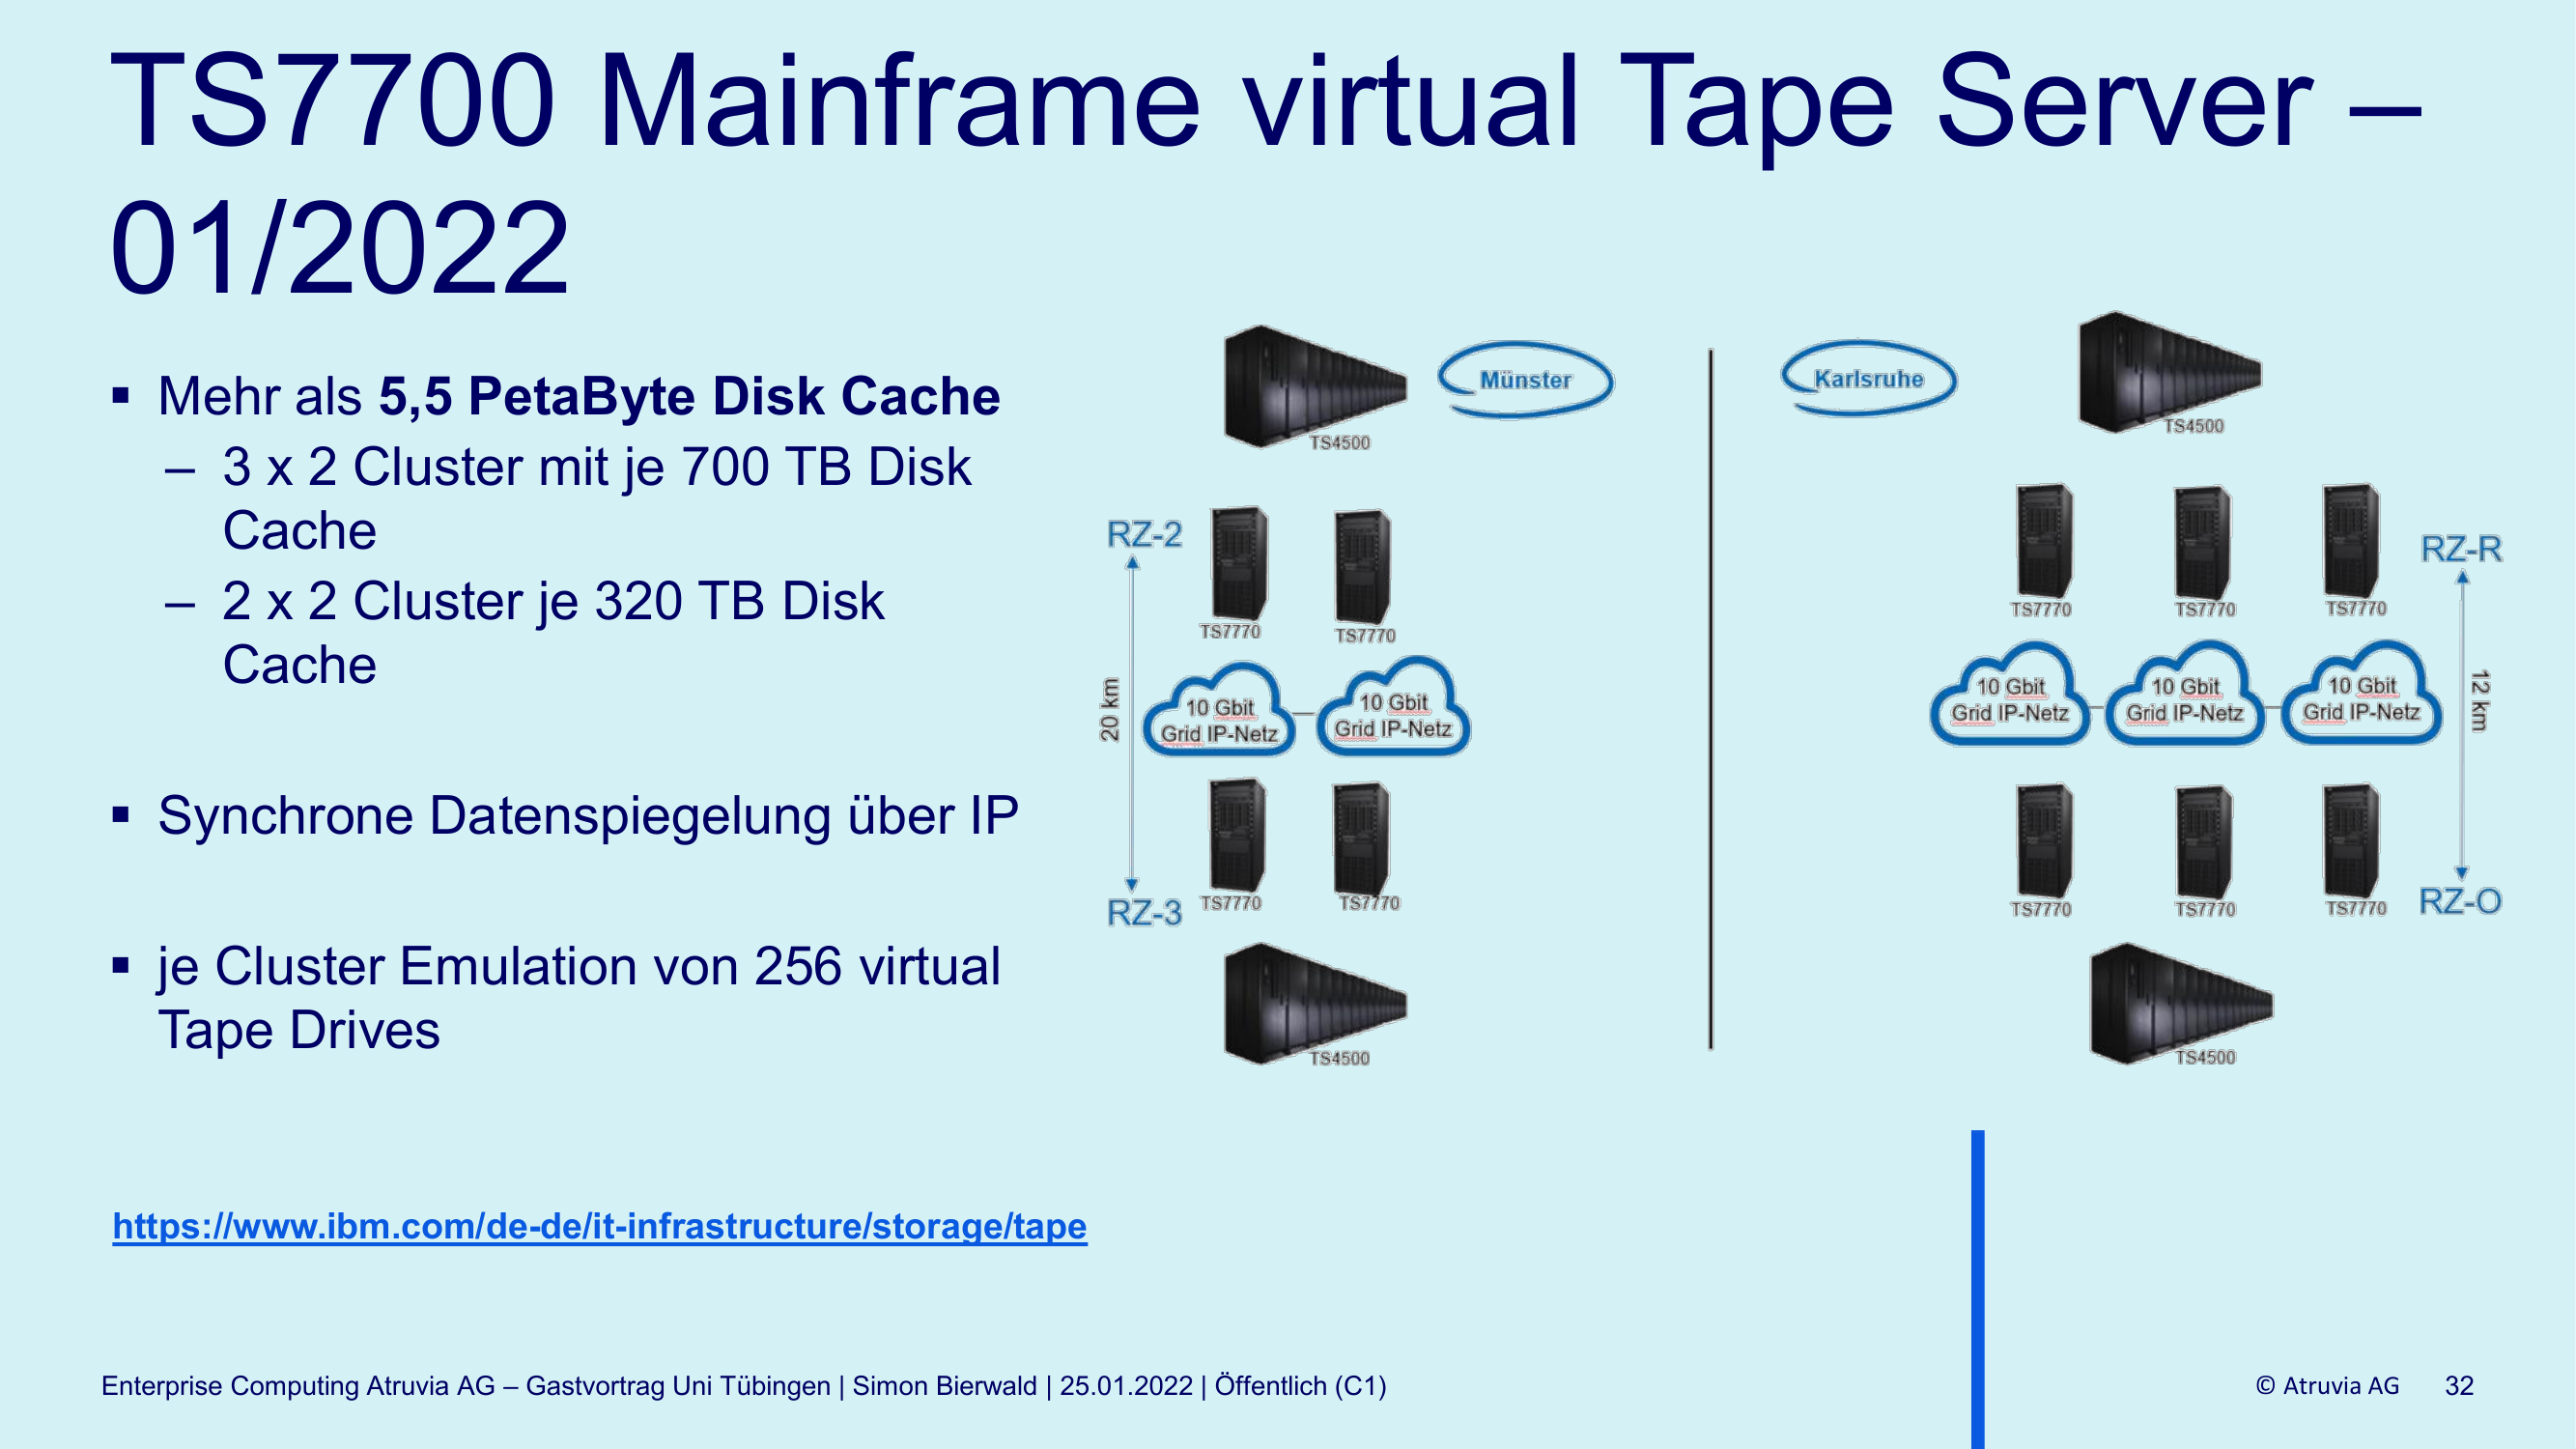 TS7700 Mainframe virtual Tape Server –
01/2022
▪ Mehr als 5,5 PetaByte Disk Cache
– 3 x 2 Cluster mit je 700 TB Disk
Cache
– 2 x 2 Cluster je 320 TB Disk
Cache
▪ Synchrone Datenspiegelung über IP
▪ je Cluster Emulation von 256 virtual
Tape Drives
https://www.ibm.com/de-de/it-infrastructure/storage/tape
TS4500
Münster
RZ-2
TS7770
TS7770
20 km
10 Gbit
Grid IP-Netz
10 Gbit
Grid IP-Netz
RZ-3
TS7770
TS7770
TS4500
Karlsruhe
TS4500
TS7770
TS7770
TS7770
RZ-R
10 Gbit
Grid IP-Netz
10 Gbit
Grid IP-Netz
10 Gbit
Grid IP-Netz
12 km
TS7770
TS7770
TS7770
RZ-O
TS4500
Enterprise Computing Atruvia AG – Gastvortrag Uni Tübingen | Simon Bierwald | 25.01.2022 | Öffentlich (C1)
© Atruvia AG 32